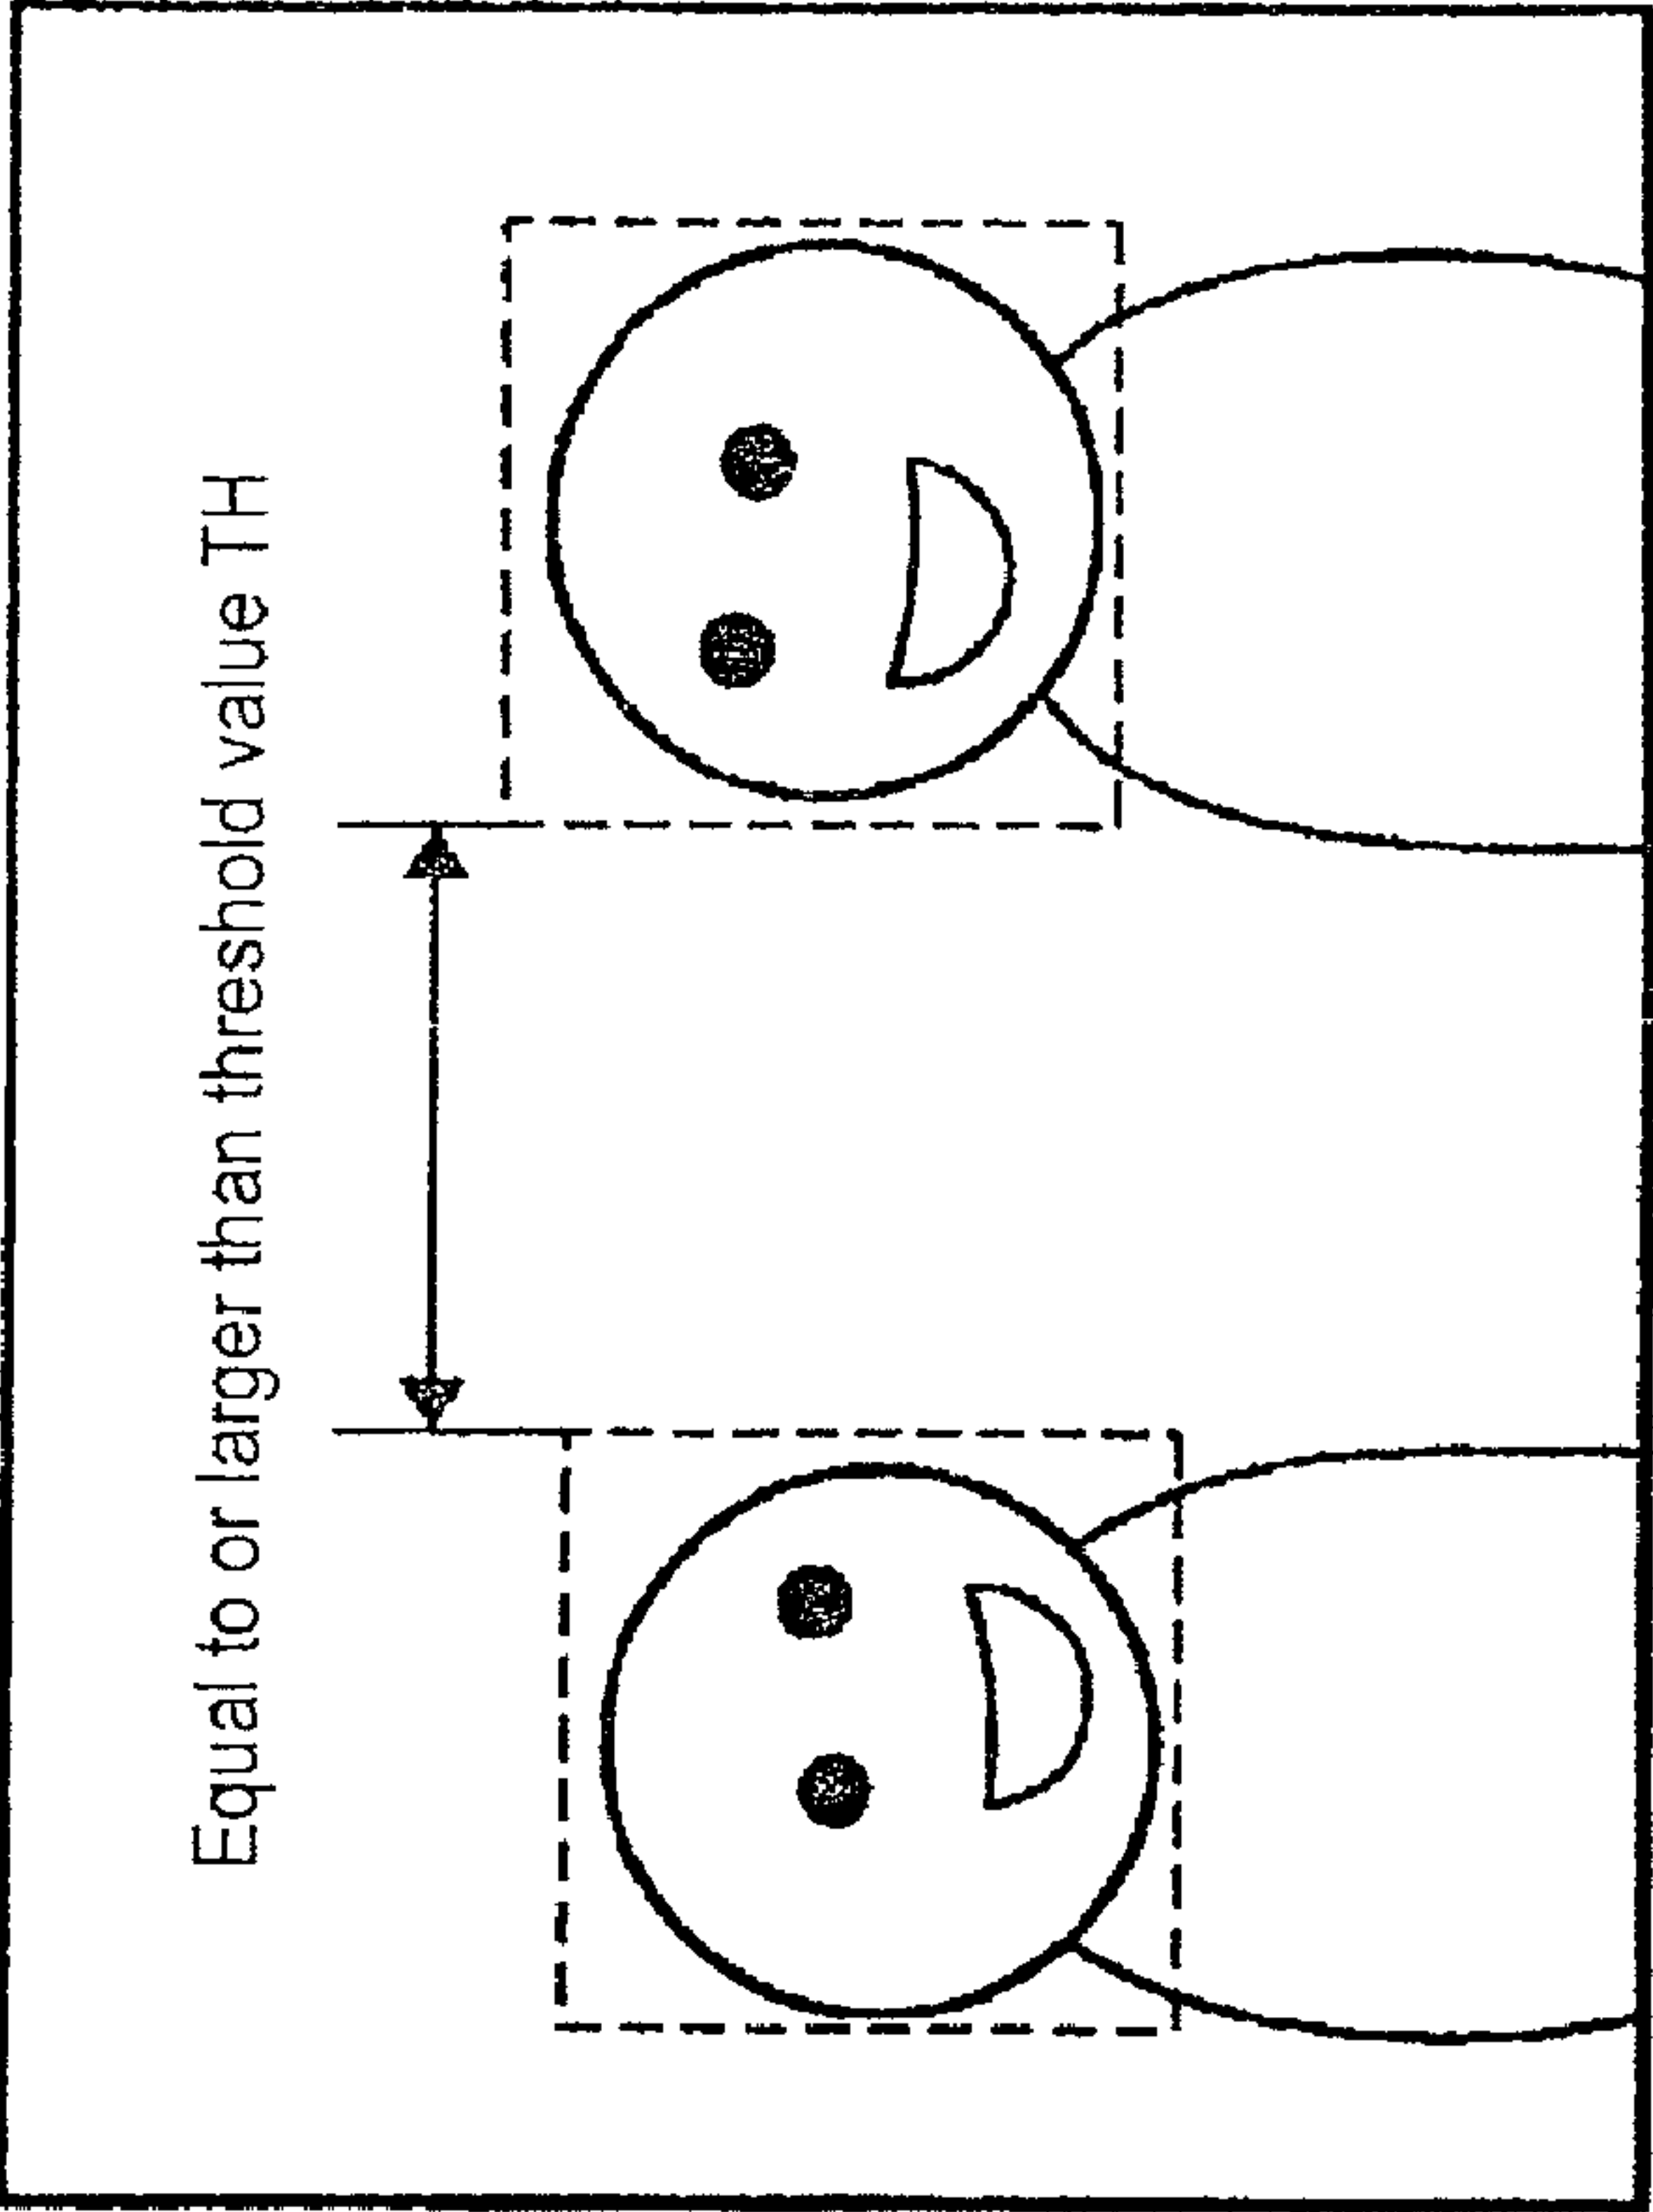 Equal to or larger than threshold value TH